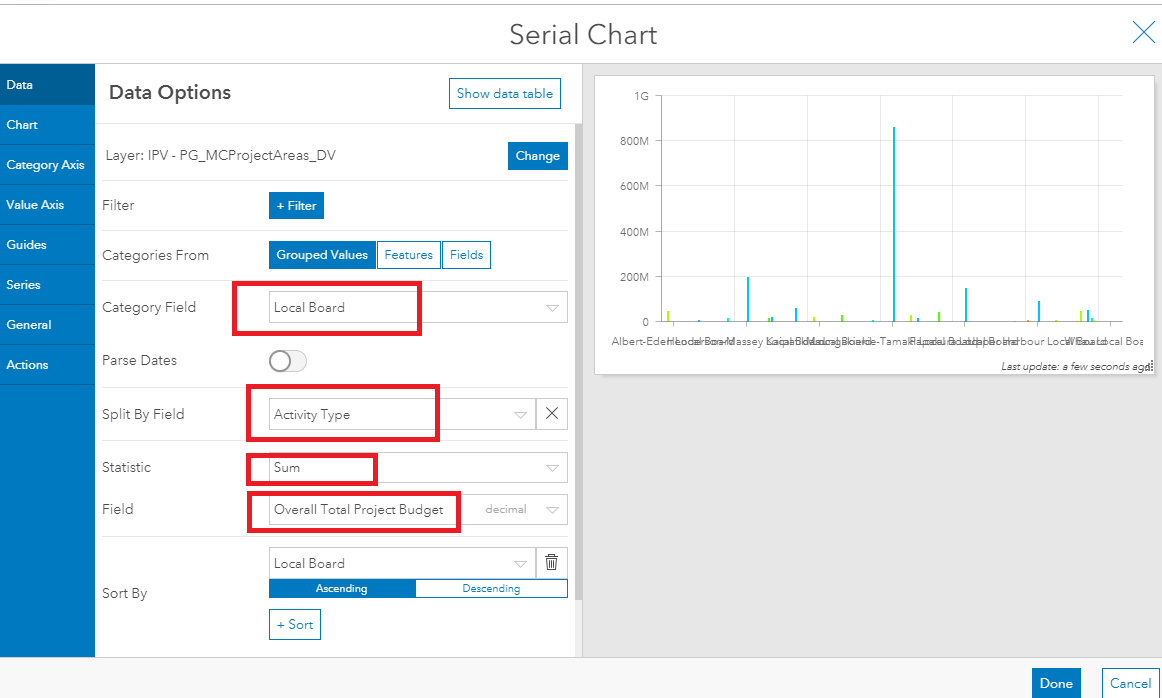 Serial Chart
Data
Chart
Category Axis
Value Axis
Guides
Series
General
Actions
Data Options
Show data table
Layer: IPV - PG_MCProjectAreas_DV
Change
Filter
+ Filter
Categories From
Grouped Values
Features
Fields
Category Field
Local Board
Parse Dates
Split By Field
Activity Type
Statistic
Sum
Field
Overall Total Project Budget
decimal
Sort By
Local Board
Ascending
Descending
+ Sort
1G
800M
600M
400M
200M
0
Albert-Eden
Massey
Local Board
Last update: a few seconds ago
Done
Cancel